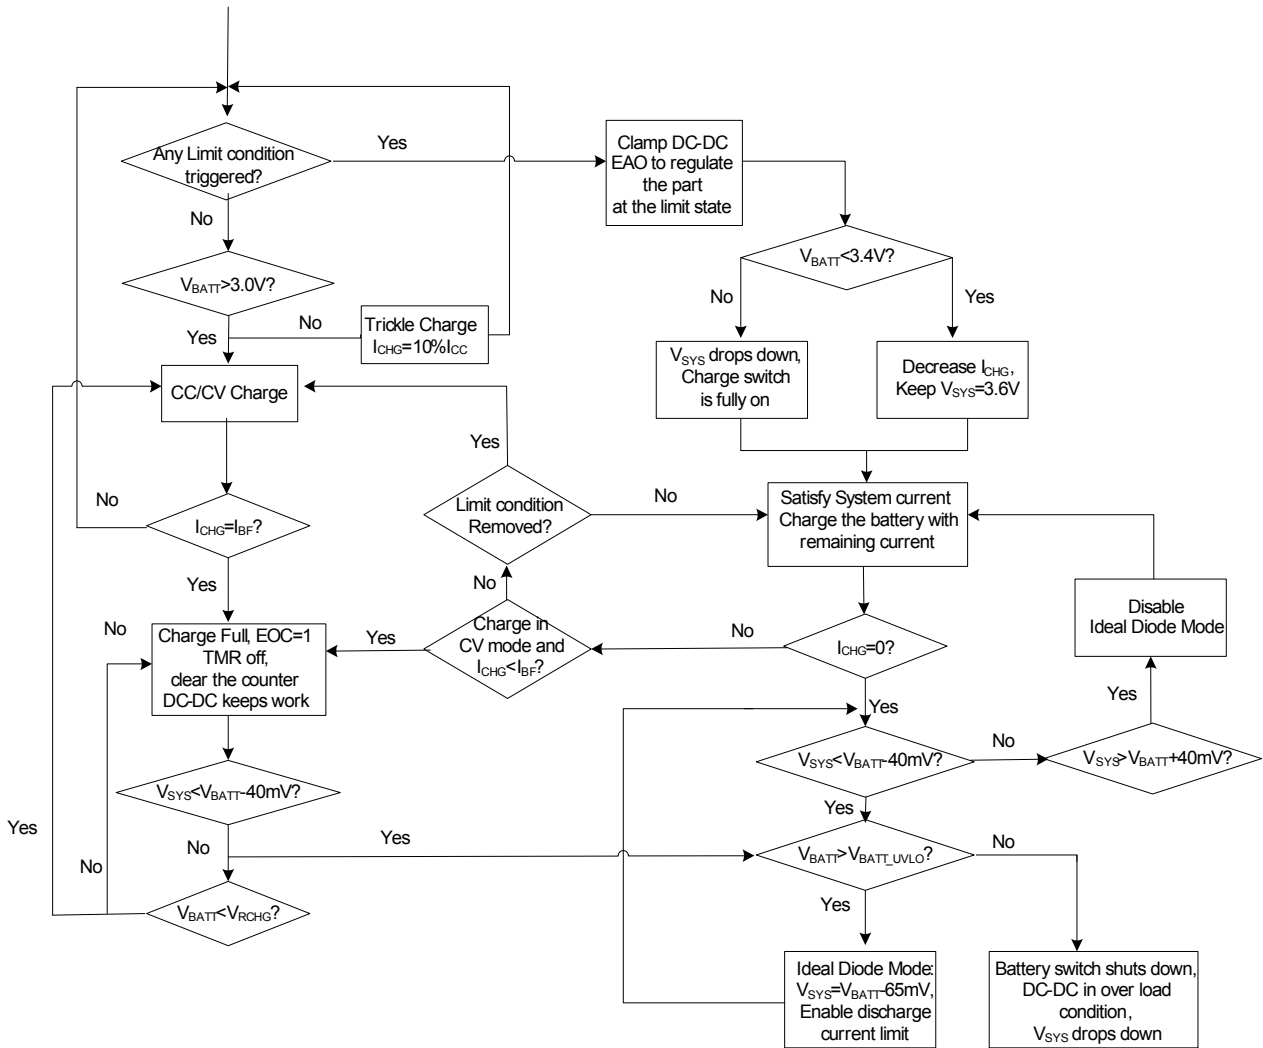 Any Limit condition
triggered?
Yes
No
Clamp DC-DC
EAO to regulate
the part
at the limit state
V_BATT<3.4V?
No
Yes
V_BATT>3.0V?
Yes
No
Trickle Charge
I_CHG=10%I_CC
V_SYS drops down,
Charge switch
is fully on
Decrease I_CHG,
Keep V_SYS=3.6V
CC/CV Charge
Yes
No
I_CHG=I_BF?
Yes
Limit condition
Removed?
No
No
Satisfy System current
Charge the battery with
remaining current
Disable
Ideal Diode Mode
No
Charge Full, EOC=1
TMR off,
clear the counter
DC-DC keeps work
Yes
Charge in
CV mode and
I_CHG<I_BF?
No
I_CHG=0?
Yes
Yes
V_SYS<V_BATT-40mV?
No
V_SYS>V_BATT+40mV?
Yes
V_SYS<V_BATT-40mV?
Yes
No
No
Yes
V_BATT>V_BATT_UVLO?
No
Yes
V_BATT<V_RCHG?
Ideal Diode Mode:
V_SYS=V_BATT-65mV,
Enable discharge
current limit
Battery switch shuts down,
DC-DC in over load
condition,
V_SYS drops down